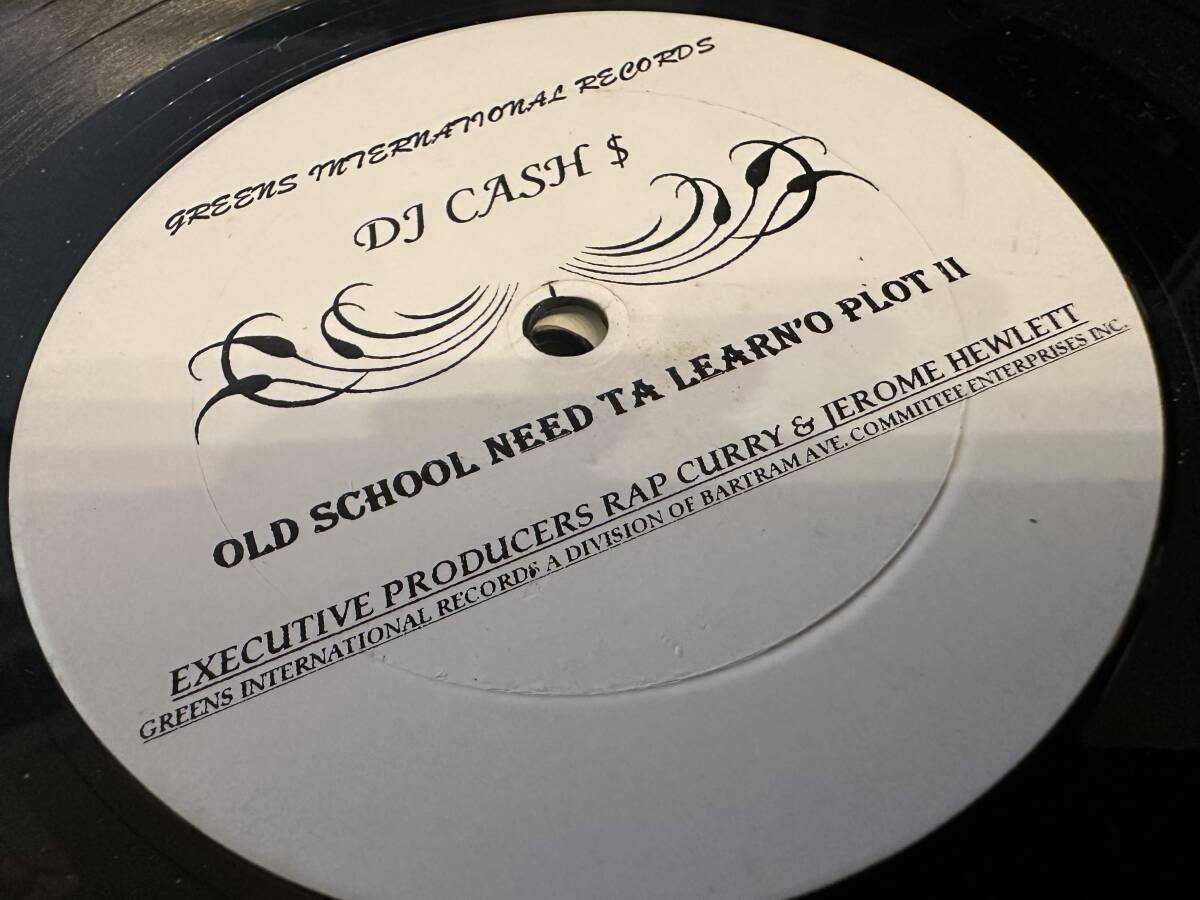 GREENS INTERNATIONAL RECORDS
DJ CASH $
OLD SCHOOL NEED TA LEARN'O PLOT II
EXECUTIVE PRODUCERS RAP CURRY & JEROME HEWLETT
GREENS INTERNATIONAL RECORDS A DIVISION OF BARTRAM AVE. COMMITTEE ENTERPRISES INC.